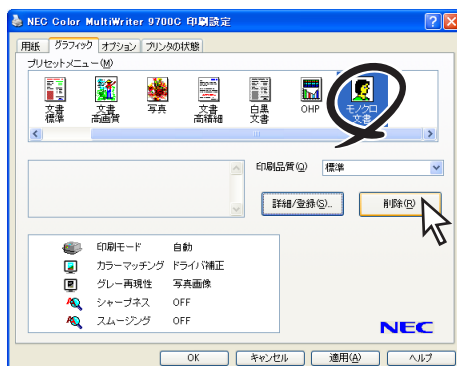 NEC Color MultiWriter 9700C 印刷設定
用紙 グラフィック オプション プリンタの状態
プリセットメニュー(M)
文書標準
文書高画質
写真
文書高精細
白黒文書
OHP
モノクロ文書
印刷品質(Q) 標準
詳細/登録(S)...
削除(R)
印刷モード 自動
カラーマッチング ドライバ補正
グレー再現性 写真画像
シャープネス OFF
スムージング OFF
NEC
OK キャンセル 適用(A) ヘルプ